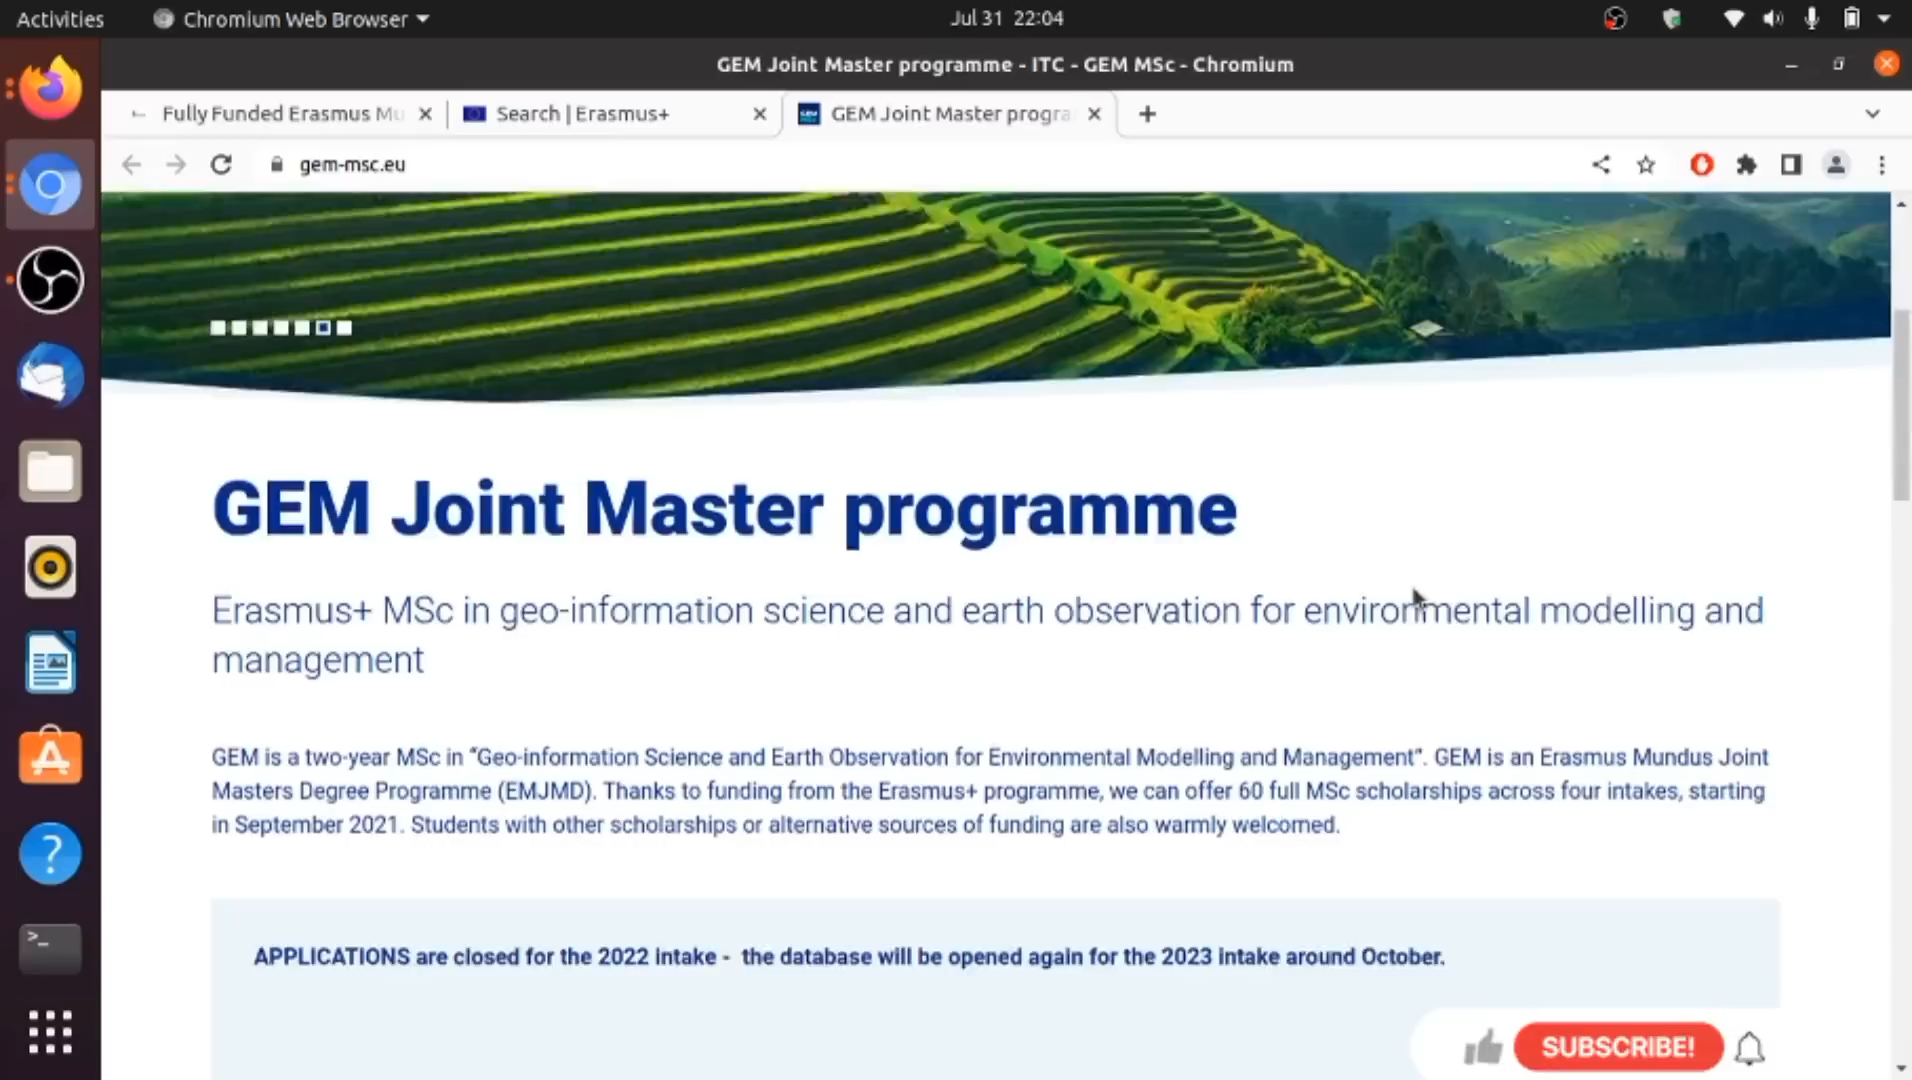 Activities
Chromium Web Browser
Jul 31 22:04
GEM Joint Master programme - ITC - GEM MSc - Chromium
Fully Funded Erasmus Mu
Search | Erasmus+
GEM Joint Master progra
gem-msc.eu
GEM Joint Master programme
Erasmus+ MSc in geo-information science and earth observation for environmental modelling and
management
GEM is a two-year MSc in “Geo-information Science and Earth Observation for Environmental Modelling and Management”. GEM is an Erasmus Mundus Joint
Masters Degree Programme (EMJMD). Thanks to funding from the Erasmus+ programme, we can offer 60 full MSc scholarships across four intakes, starting
in September 2021. Students with other scholarships or alternative sources of funding are also warmly welcomed.
APPLICATIONS are closed for the 2022 intake - the database will be opened again for the 2023 intake around October.
SUBSCRIBE!